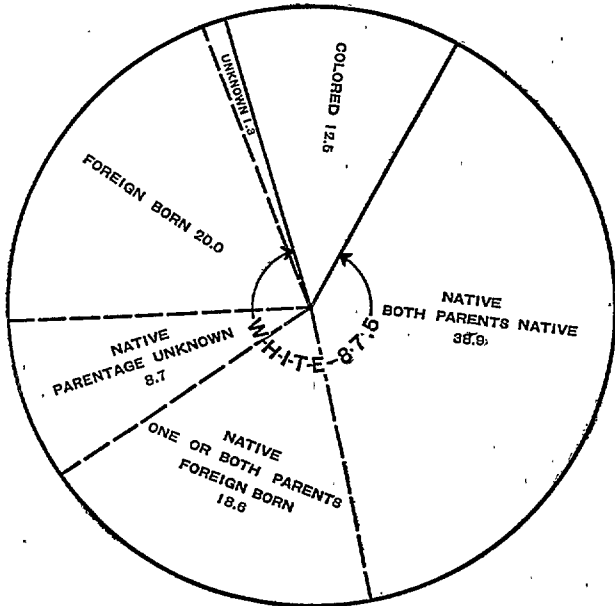 UNKNOWN 1.3
COLORED 12.5
FOREIGN BORN 20.0
NATIVE
BOTH PARENTS NATIVE
38.9
WHITE-87.5
NATIVE
PARENTAGE UNKNOWN
8.7
NATIVE
ONE OR BOTH PARENTS
FOREIGN BORN
18.6